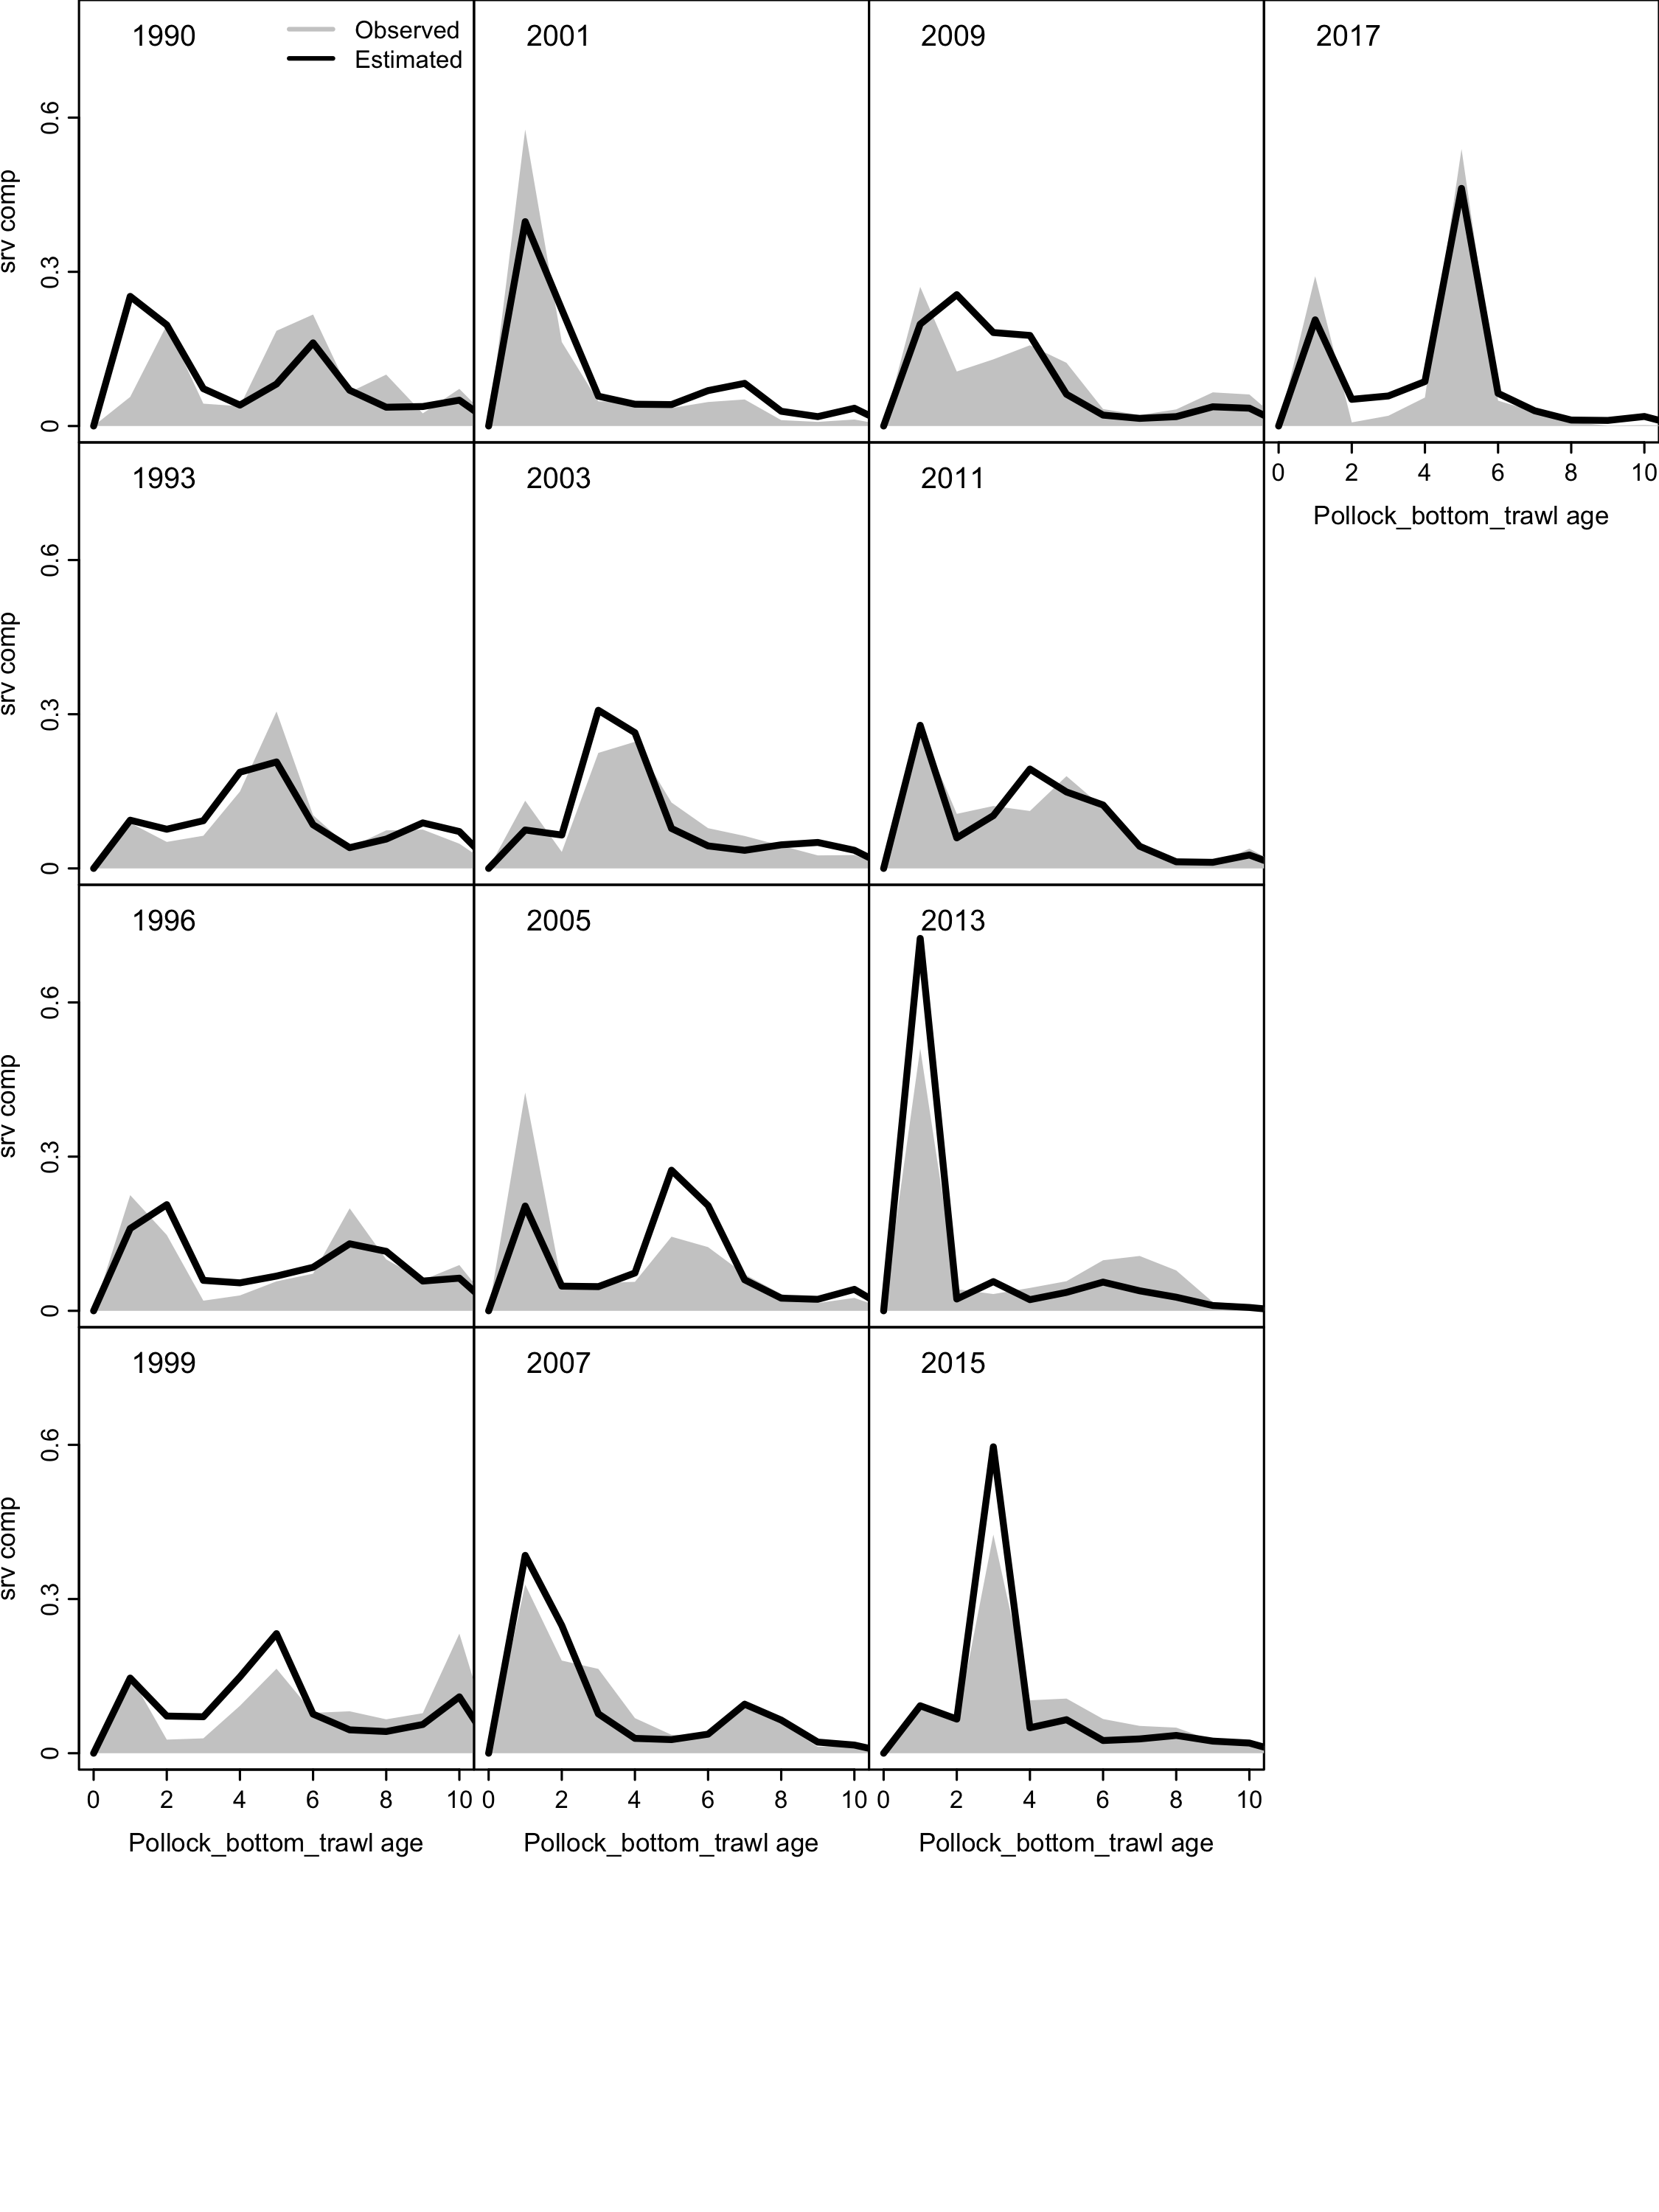 1990
Observed
Estimated
2001
2009
2017
srv comp
0
0.3
0.6
0 2 4 6 8 10
Pollock_bottom_trawl age
1993
2003
2011
srv comp
0
0.3
0.6
1996
2005
2013
srv comp
0
0.3
0.6
1999
2007
2015
srv comp
0
0.3
0.6
0 2 4 6 8 10
0 2 4 6 8 10
0 2 4 6 8 10
Pollock_bottom_trawl age
Pollock_bottom_trawl age
Pollock_bottom_trawl age